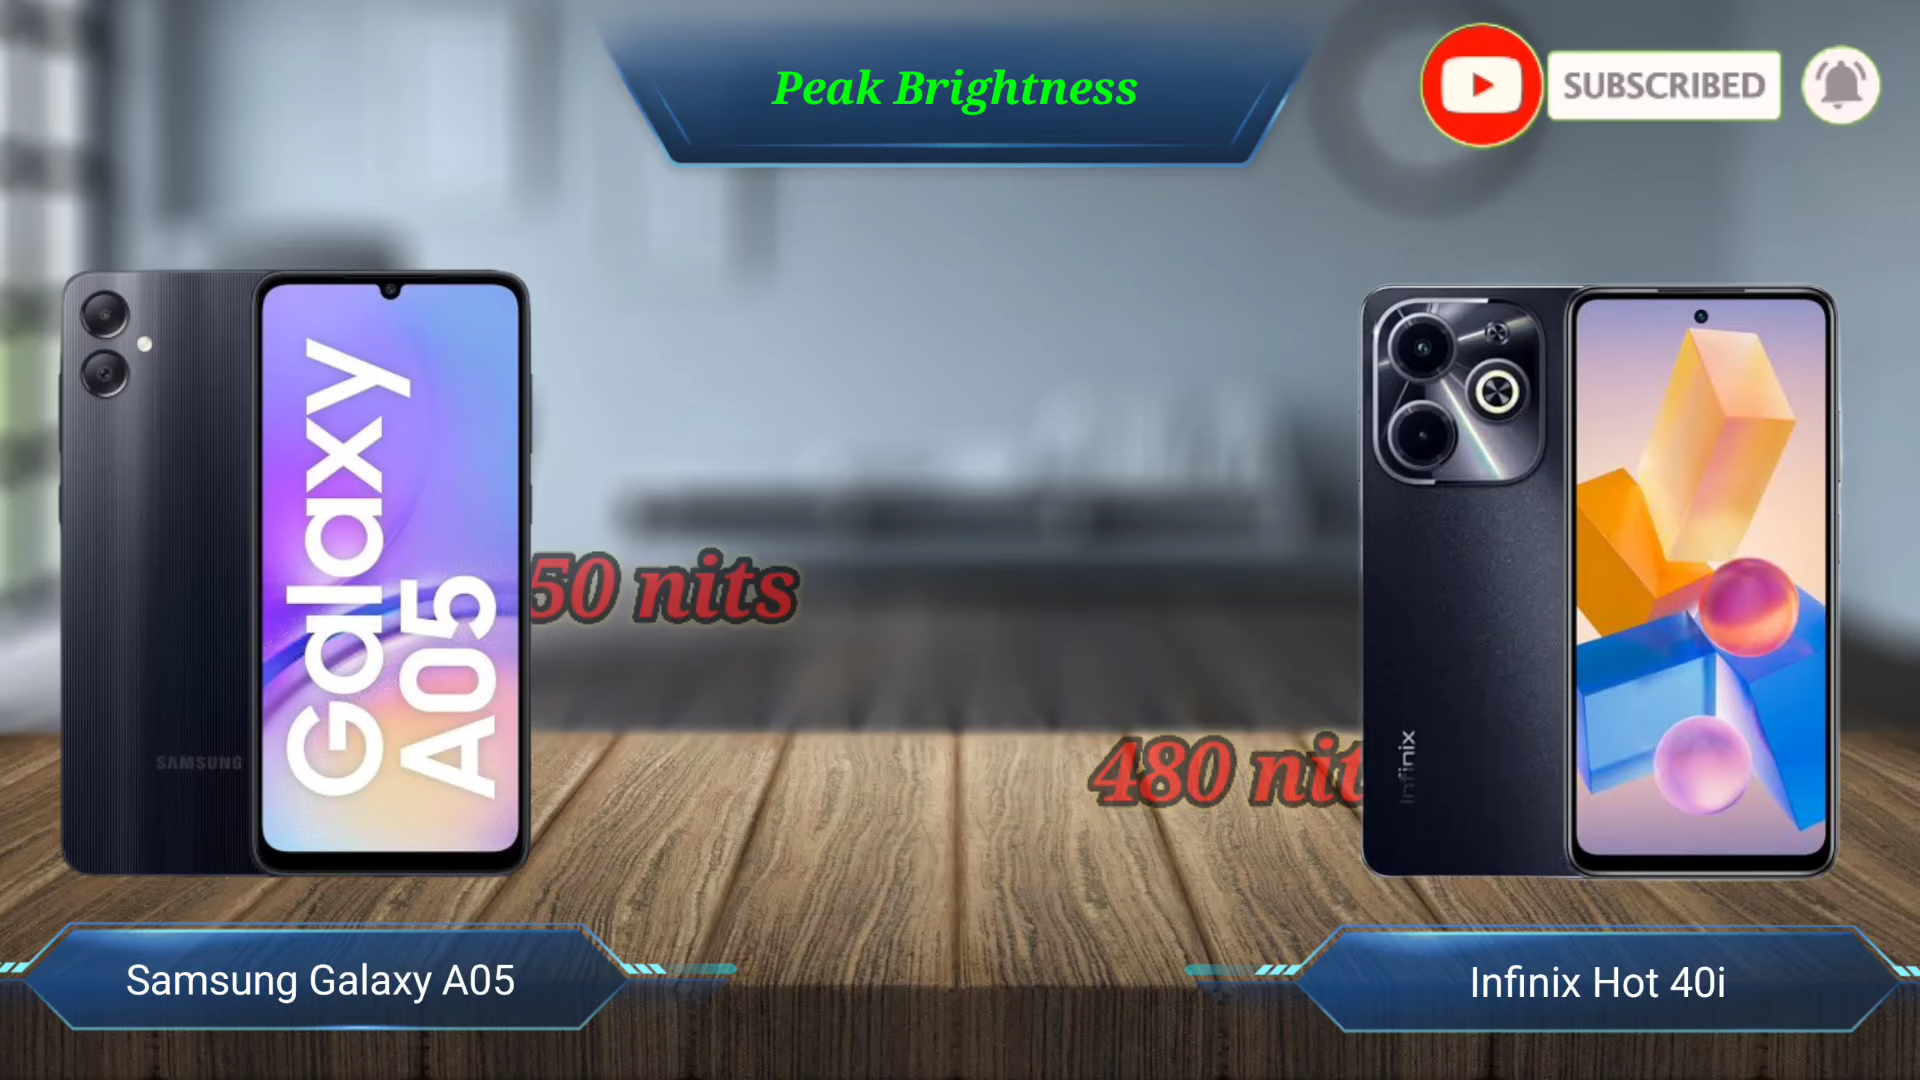 Peak Brightness
SUBSCRIBED
Galaxy
A05
SAMSUNG
50 nits
480 nit
Infinix
Samsung Galaxy A05
Infinix Hot 40i